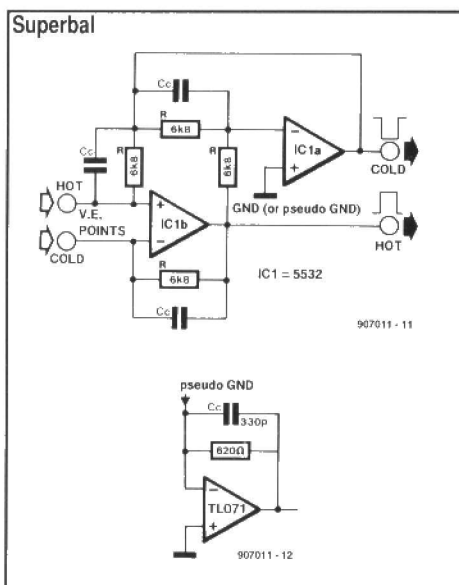 Superbal
Cc
R
6k8
IC1a
−
+
COLD
Cc
R
6k8
R
6k8
GND (or pseudo GND)
HOT
V.E.
POINTS
COLD
IC1b
+
−
HOT
R
6k8
IC1 = 5532
Cc
907011 - 11
pseudo GND
Cc
330p
620Ω
−
TL071
+
907011 - 12